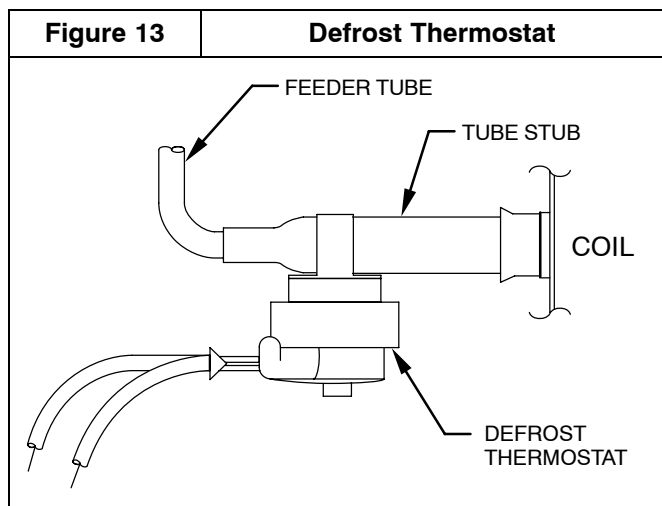 Figure 13 Defrost Thermostat
FEEDER TUBE
TUBE STUB
COIL
DEFROST
THERMOSTAT